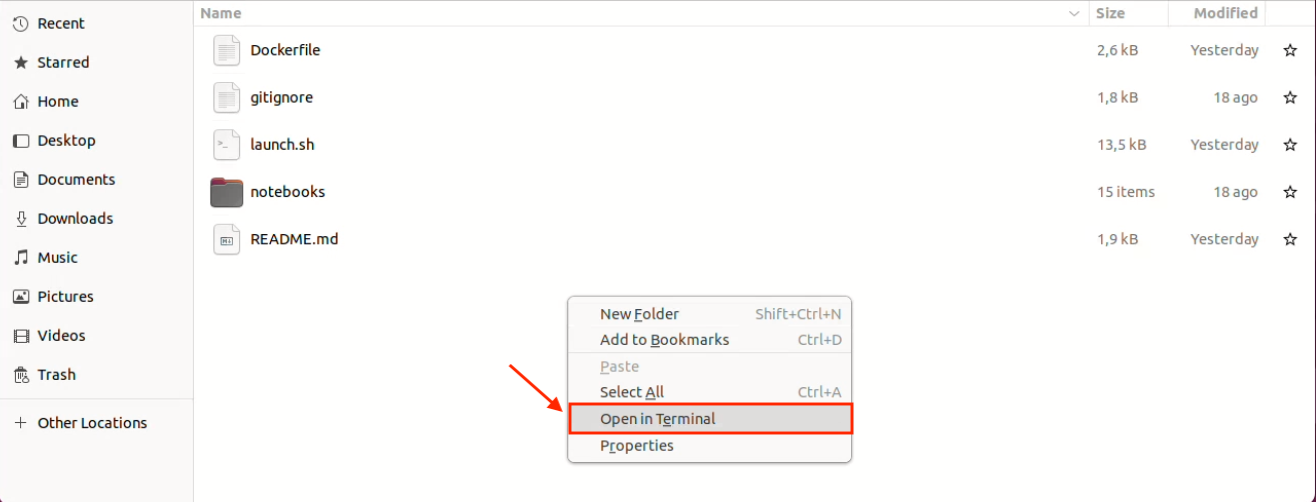 Name Size Modified
Recent
Starred
Home
Desktop
Documents
Downloads
Music
Pictures
Videos
Trash
Other Locations
Dockerfile 2,6 kB Yesterday
gitignore 1,8 kB 18 ago
launch.sh 13,5 kB Yesterday
notebooks 15 items 18 ago
README.md 1,9 kB Yesterday
New Folder Shift+Ctrl+N
Add to Bookmarks Ctrl+D
Paste
Select All Ctrl+A
Open in Terminal
Properties